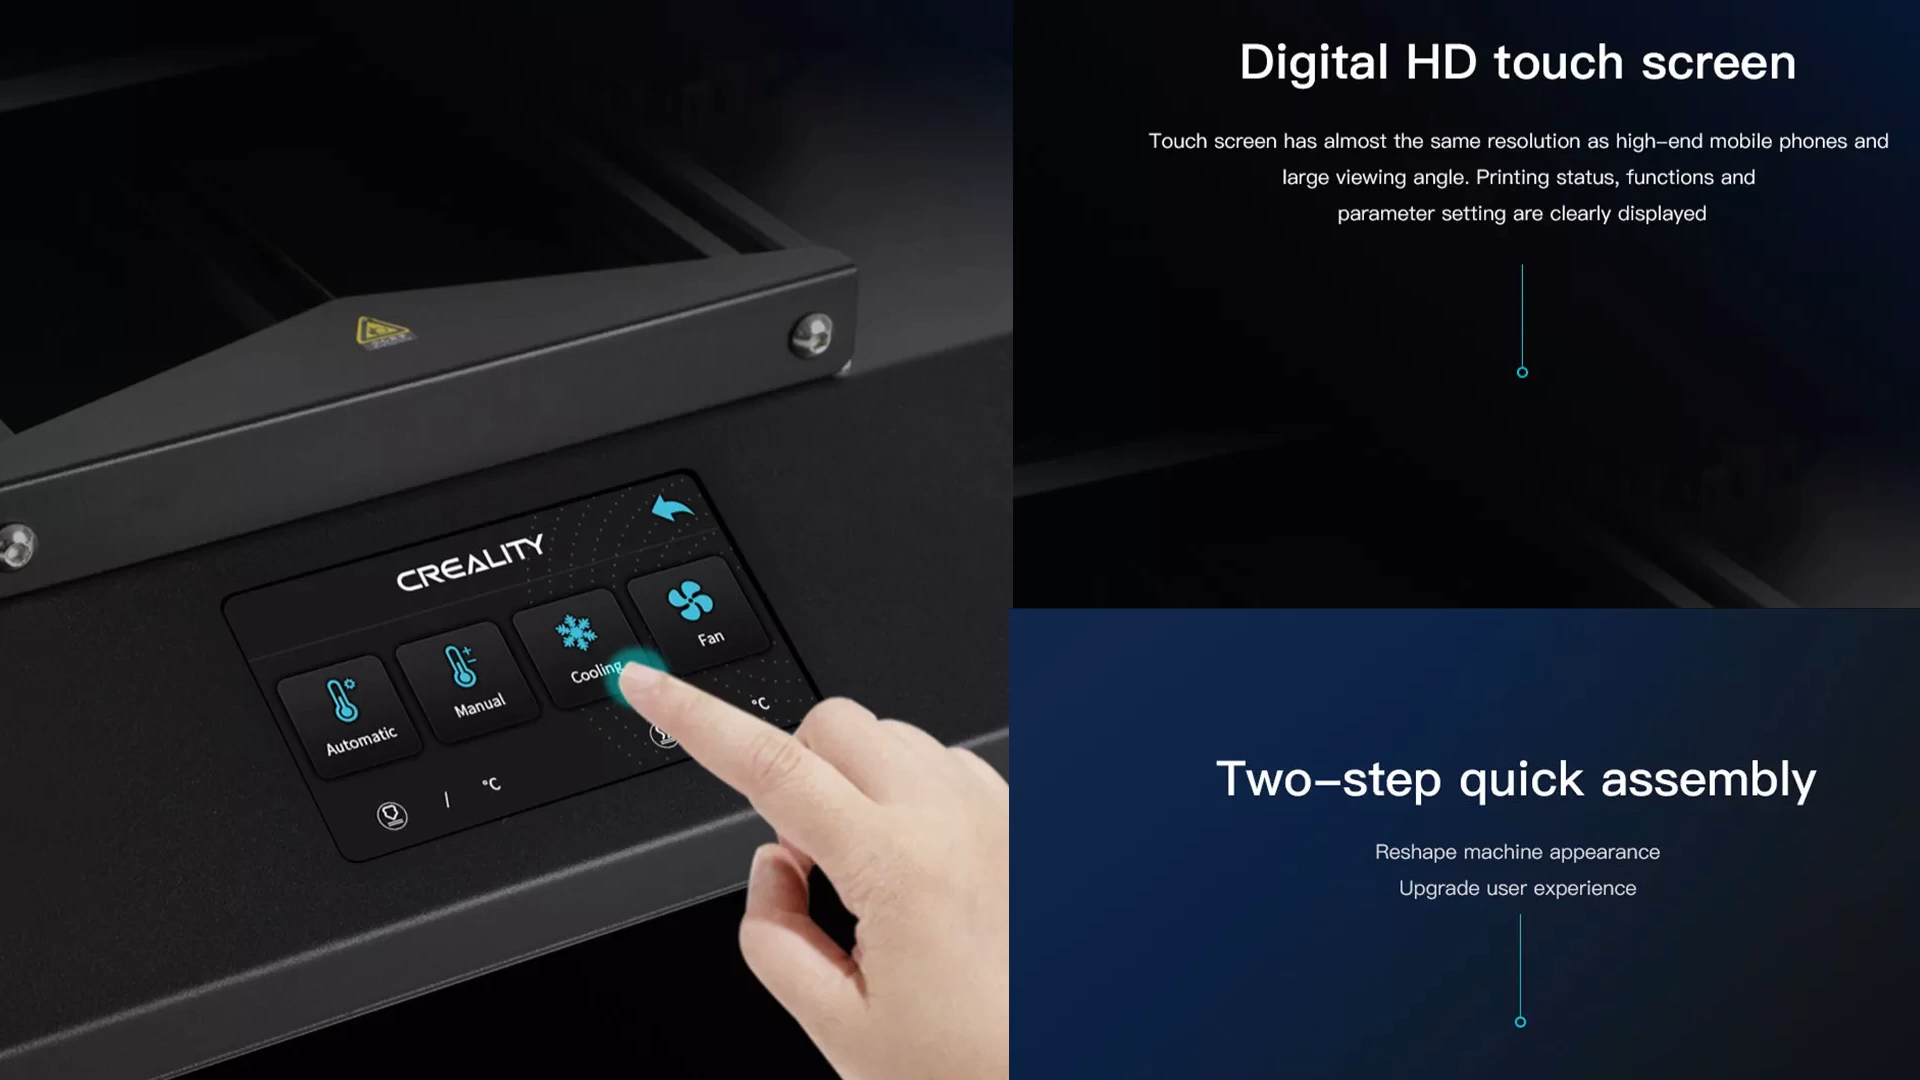 CREALITY
Automatic
Manual
Cooling
Fan
/ °C
°C
Digital HD touch screen
Touch screen has almost the same resolution as high-end mobile phones and
large viewing angle. Printing status, functions and
parameter setting are clearly displayed
Two-step quick assembly
Reshape machine appearance
Upgrade user experience